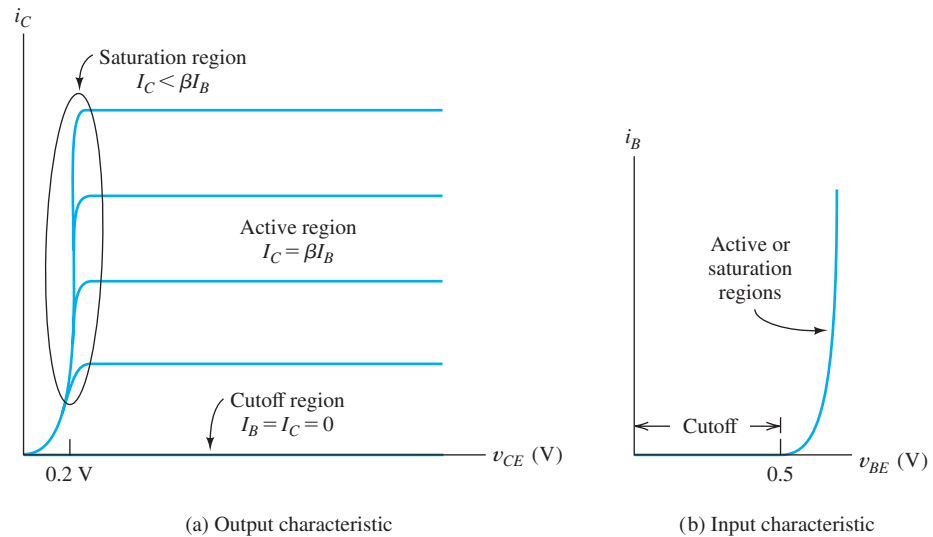 i_C
Saturation region
I_C < βI_B
Active region
I_C = βI_B
Cutoff region
I_B = I_C = 0
0.2 V
v_CE (V)
(a) Output characteristic
i_B
Active or
saturation
regions
Cutoff
0.5
v_BE (V)
(b) Input characteristic